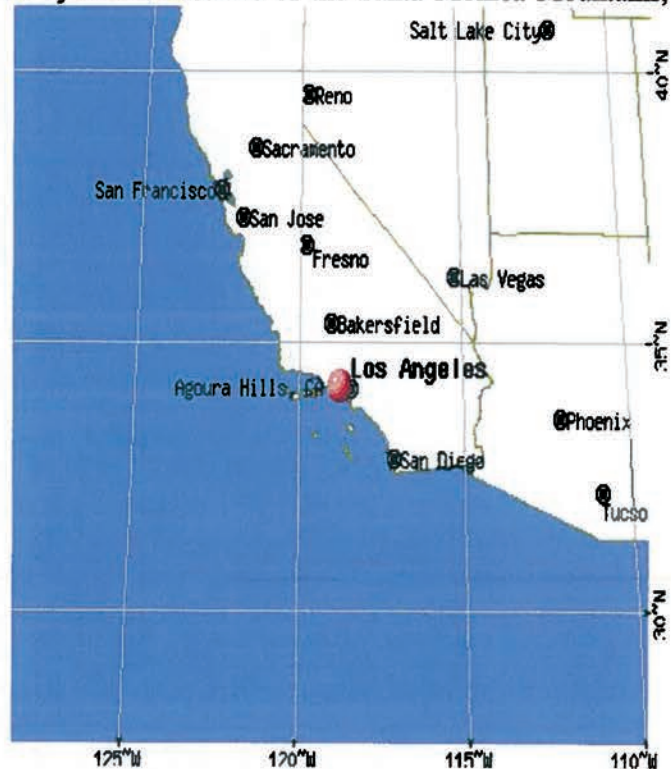 Salt Lake City
40°N
Reno
Sacramento
San Francisco
San Jose
Fresno
Las Vegas
Bakersfield
35°N
Los Angeles
Agoura Hills, CA
Phoenix
San Diego
Tucso
30°N
125°W
120°W
115°W
110°W